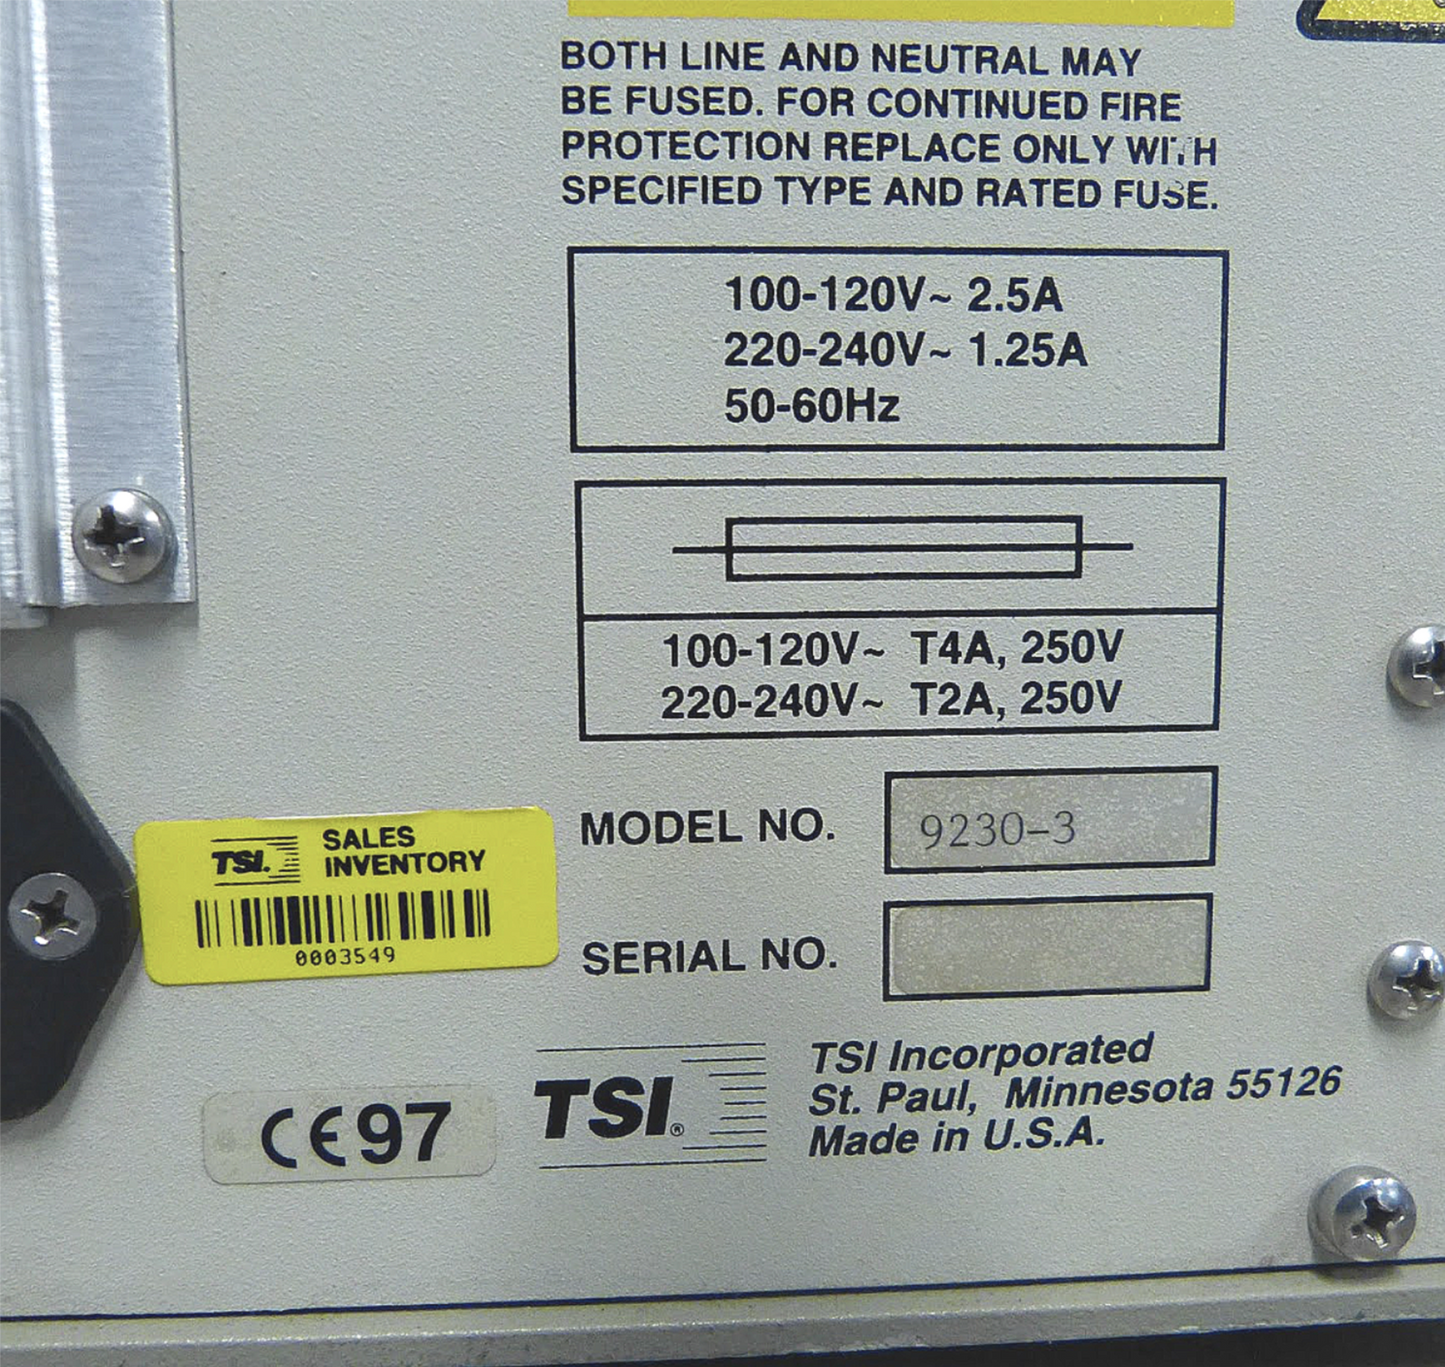 BOTH LINE AND NEUTRAL MAY
BE FUSED. FOR CONTINUED FIRE
PROTECTION REPLACE ONLY WITH
SPECIFIED TYPE AND RATED FUSE.
100-120V~ 2.5A
220-240V~ 1.25A
50-60Hz
100-120V~ T4A, 250V
220-240V~ T2A, 250V
MODEL NO. 9230-3
TSI. SALES
INVENTORY
0003549
SERIAL NO.
CE97
TSI®
TSI Incorporated
St. Paul, Minnesota 55126
Made in U.S.A.